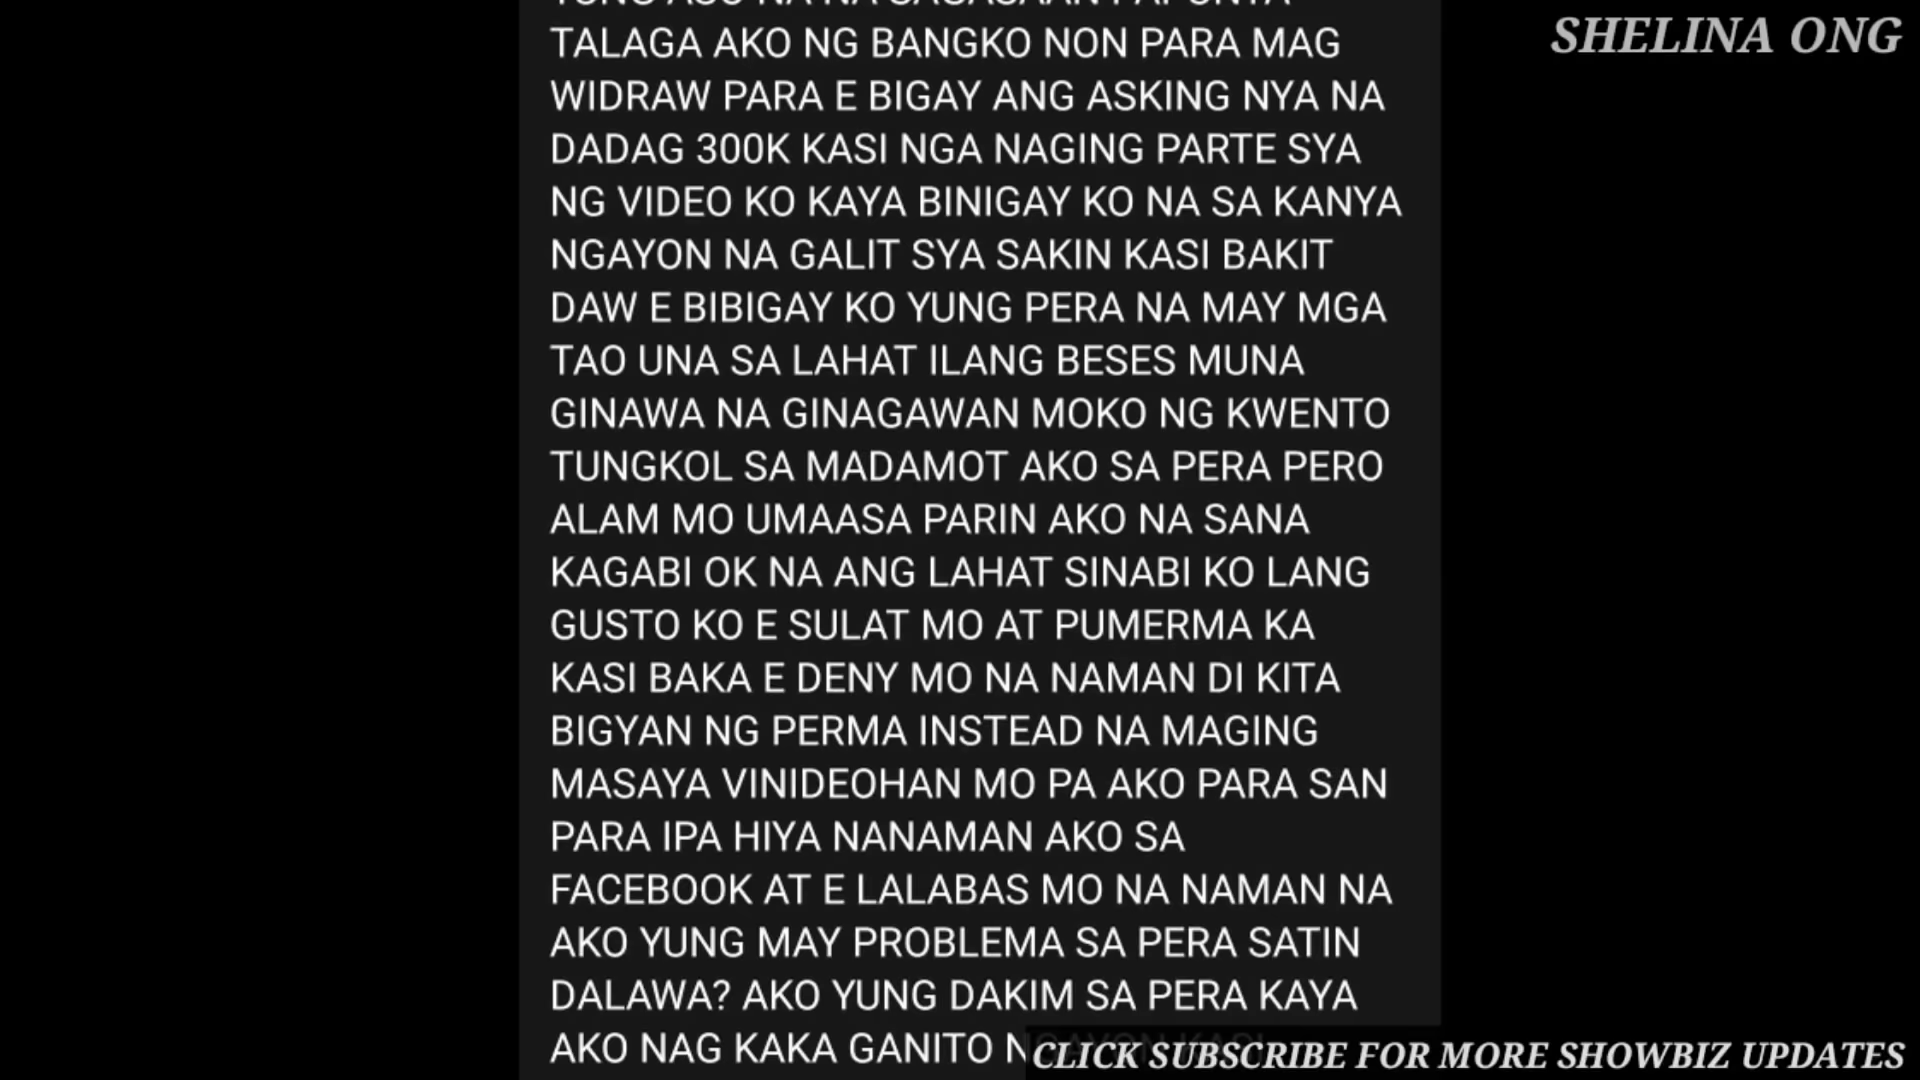 SHELINA ONG
TALAGA AKO NG BANGKO NON PARA MAG
WIDRAW PARA E BIGAY ANG ASKING NYA NA
DADAG 300K KASI NGA NAGING PARTE SYA
NG VIDEO KO KAYA BINIGAY KO NA SA KANYA
NGAYON NA GALIT SYA SAKIN KASI BAKIT
DAW E BIBIGAY KO YUNG PERA NA MAY MGA
TAO UNA SA LAHAT ILANG BESES MUNA
GINAWA NA GINAGAWAN MOKO NG KWENTO
TUNGKOL SA MADAMOT AKO SA PERA PERO
ALAM MO UMAASA PARIN AKO NA SANA
KAGABI OK NA ANG LAHAT SINABI KO LANG
GUSTO KO E SULAT MO AT PUMERMA KA
KASI BAKA E DENY MO NA NAMAN DI KITA
BIGYAN NG PERMA INSTEAD NA MAGING
MASAYA VINIDEOHAN MO PA AKO PARA SAN
PARA IPA HIYA NANAMAN AKO SA
FACEBOOK AT E LALABAS MO NA NAMAN NA
AKO YUNG MAY PROBLEMA SA PERA SATIN
DALAWA? AKO YUNG DAKIM SA PERA KAYA
AKO NAG KAKA GANITO
CLICK SUBSCRIBE FOR MORE SHOWBIZ UPDATES